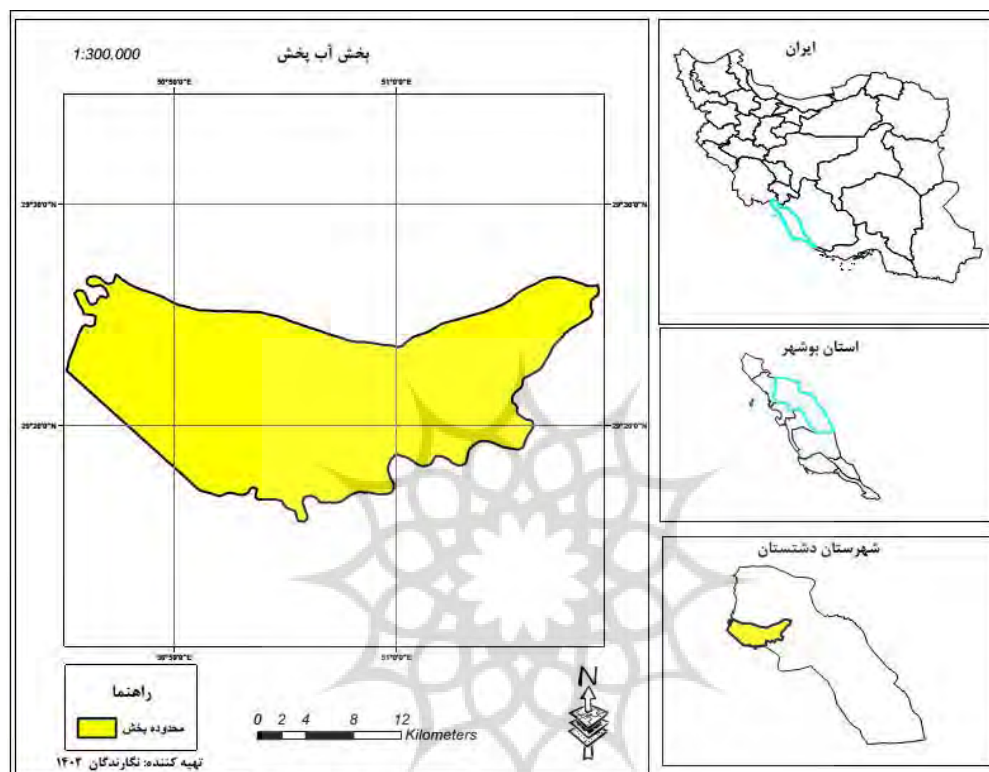 بخش آب پخش
1:300,000
50°50'0"E 51°0'0"E
29°30'0"N 29°30'0"N
29°20'0"N 29°20'0"N
50°50'0"E 51°0'0"E
راهنما
محدوده بخش
تهیه کننده: نگارندگان ۱۴۰۲
0 2 4 8 12
Kilometers
N
ایران
استان بوشهر
شهرستان دشتستان